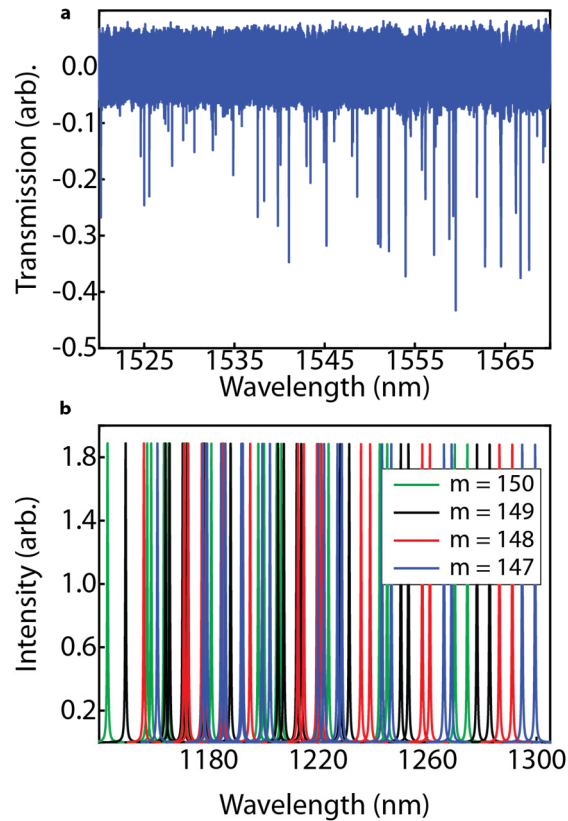 a
Transmission (arb).
0.0
-0.1
-0.2
-0.3
-0.4
-0.5
1525 1535 1545 1555 1565
Wavelength (nm)
b
Intensity (arb.)
1.8
1.4
1.0
0.6
0.2
m = 150
m = 149
m = 148
m = 147
1180 1220 1260 1300
Wavelength (nm)